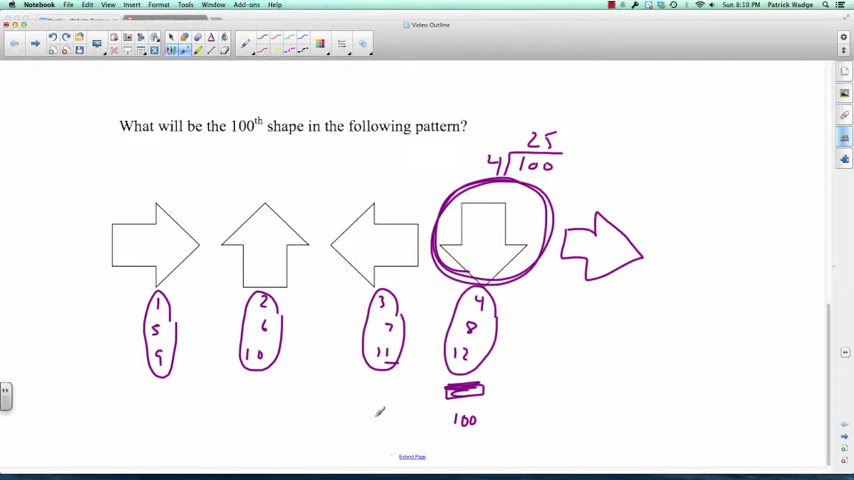 Notebook File Edit View Insert Format Tools Window Add-ons Help Sun 8:10 PM Patrick Wadge
Video Outline
What will be the 100th shape in the following pattern?
25
4 100
1 2 3 4
5 6 7 8
9 10 11 12
100
Extend Page